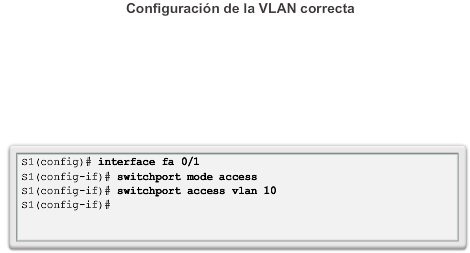 Configuración de la VLAN correcta
S1(config)# interface fa 0/1
S1(config-if)# switchport mode access
S1(config-if)# switchport access vlan 10
S1(config-if)#